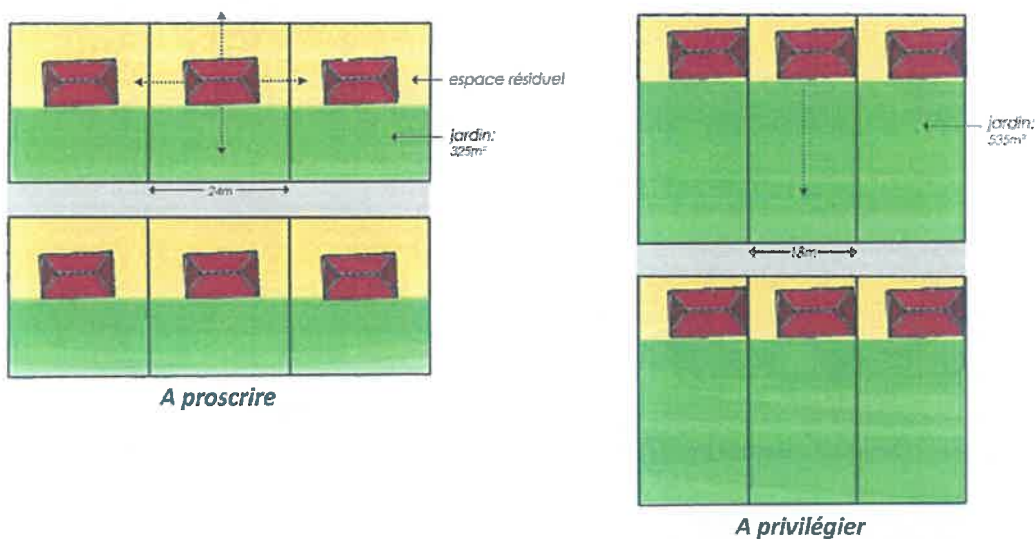 espace résiduel
jardin:
325m²
24m
A proscrire
jardin:
535m²
18m
A privilégier